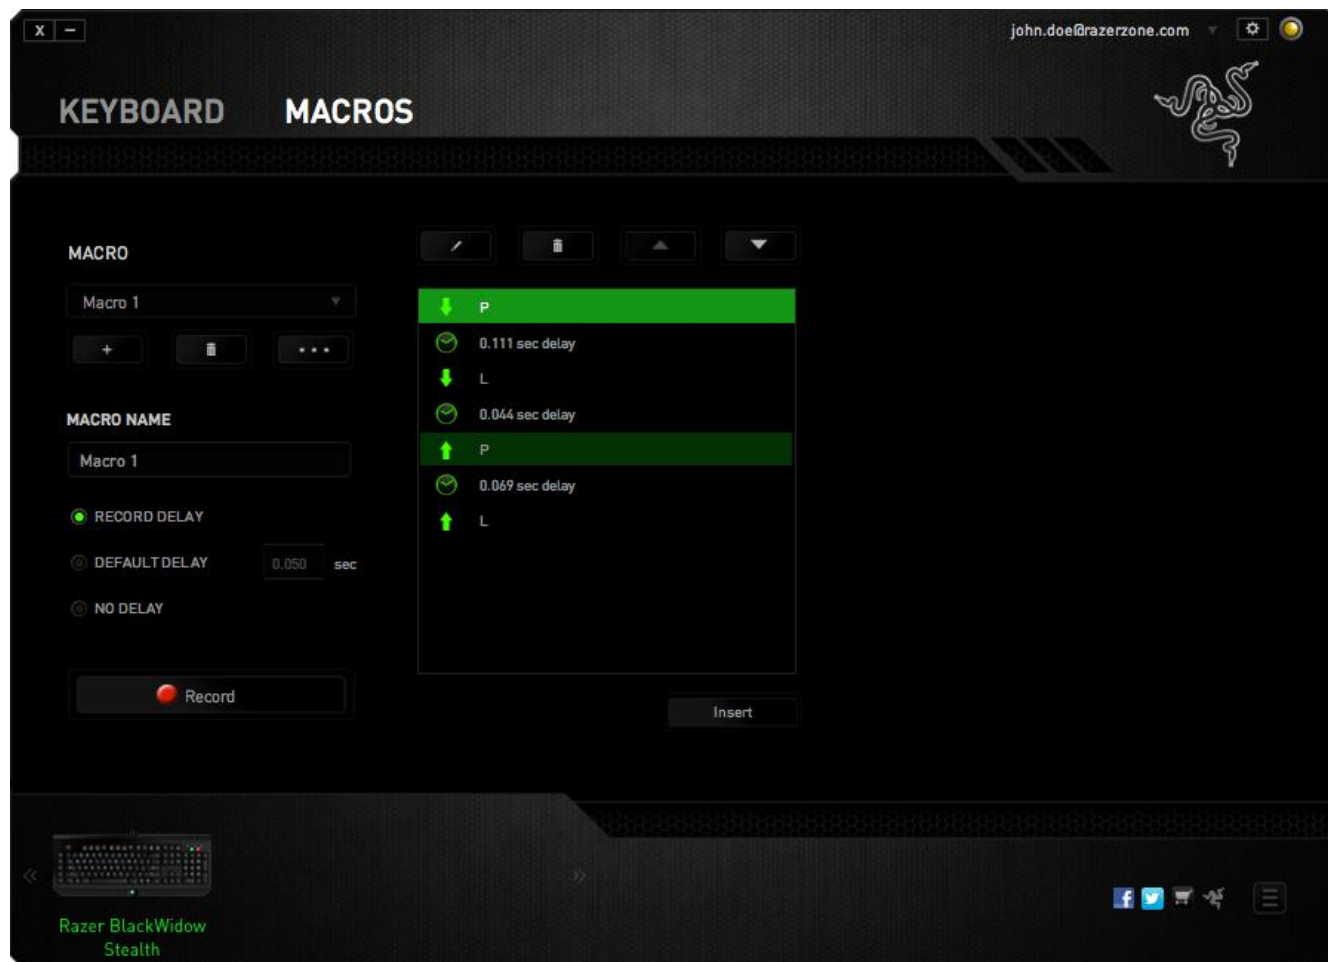 X –
john.doe@razerzone.com
KEYBOARD MACROS
MACRO
Macro 1
+
MACRO NAME
Macro 1
RECORD DELAY
DEFAULT DELAY 0.050 sec
NO DELAY
Record
P
0.111 sec delay
L
0.044 sec delay
P
0.069 sec delay
L
Insert
Razer BlackWidow
Stealth